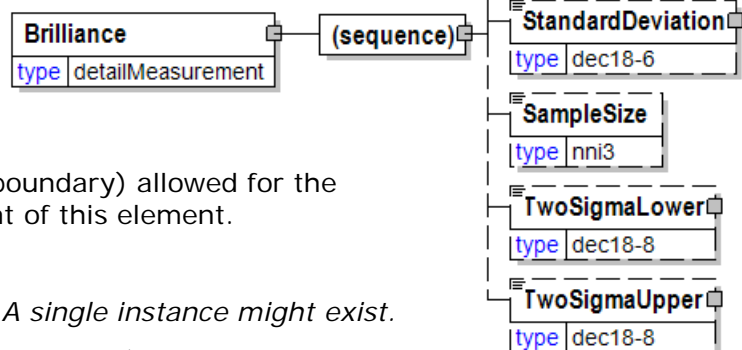 Brilliance
type detailMeasurement
(sequence)
StandardDeviation
type dec18-6
SampleSize
type nni3
TwoSigmaLower
type dec18-8
TwoSigmaUpper
type dec18-8
boundary) allowed for the
of this element.
A single instance might exist.